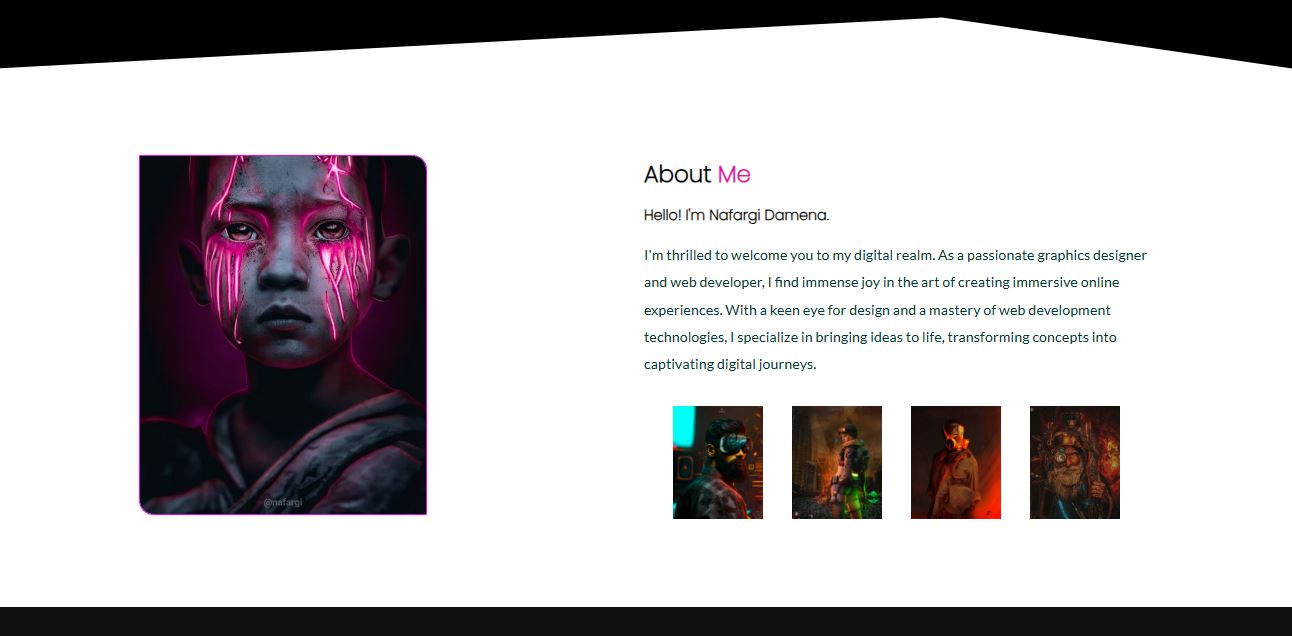 About Me
Hello! I'm Nafargi Damena.
I'm thrilled to welcome you to my digital realm. As a passionate graphics designer
and web developer, I find immense joy in the art of creating immersive online
experiences. With a keen eye for design and a mastery of web development
technologies, I specialize in bringing ideas to life, transforming concepts into
captivating digital journeys.
@nafargi